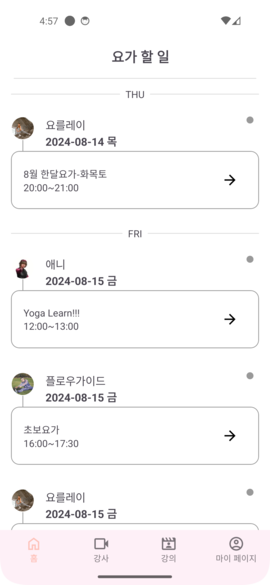 4:57
요가 할 일
THU
요를레이
2024-08-14 목
8월 한달요가-화목토
20:00~21:00
FRI
애니
2024-08-15 금
Yoga Learn!!!
12:00~13:00
플로우가이드
2024-08-15 금
초보요가
16:00~17:30
요를레이
2024-08-15 금
홈 강사 강의 마이 페이지